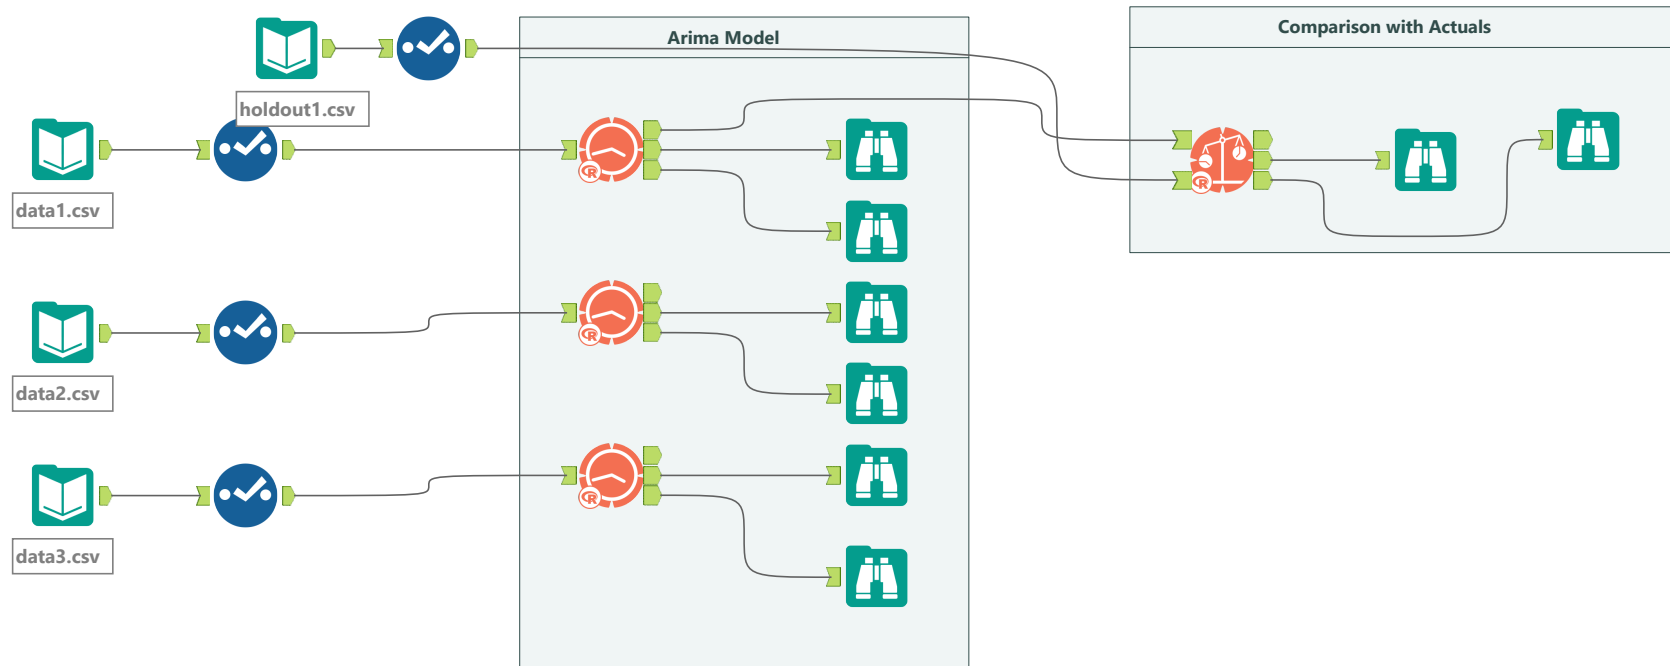 Arima Model
Comparison with Actuals
holdout1.csv
data1.csv
data2.csv
data3.csv
R
R
R
R